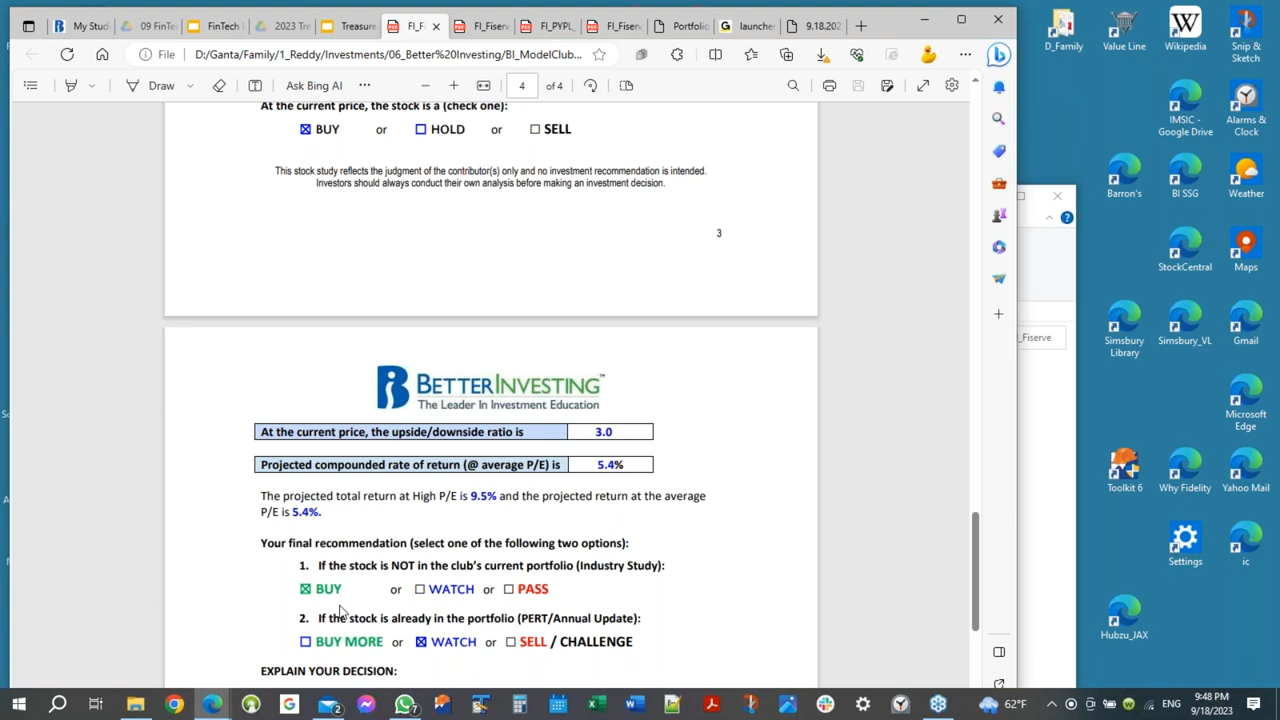 My Studi
09 FinTe
FinTech I
2023 Tre
Treasure
FI_Fi
FI_Fiserv
FI_PYPL_
FI_Fiserv
Portfolio
launcher
9.18.202
File
D:/Ganta/Family/1_Reddy/Investments/06_Better%20Investing/BI_ModelClub...
Draw
4
of 4
Ask Bing AI
At the current price, the stock is a (check one):
BUY or HOLD or SELL
This stock study reflects the judgment of the contributor(s) only and no investment recommendation is intended.
Investors should always conduct their own analysis before making an investment decision.
3
BETTERINVESTING™
The Leader In Investment Education
At the current price, the upside/downside ratio is 3.0
Projected compounded rate of return (@ average P/E) is 5.4%
The projected total return at High P/E is 9.5% and the projected return at the average
P/E is 5.4%.
Your final recommendation (select one of the following two options):
1. If the stock is NOT in the club's current portfolio (Industry Study):
BUY or WATCH or PASS
2. If the stock is already in the portfolio (PERT/Annual Update):
BUY MORE or WATCH or SELL / CHALLENGE
EXPLAIN YOUR DECISION:
_Fiserve
D_Family
Value Line
Wikipedia
Snip &
Sketch
IMSIC -
Google Drive
Alarms &
Clock
Barron's
BI SSG
Weather
StockCentral
Maps
Simsbury
Library
Simsbury_VL
Gmail
Microsoft
Edge
Toolkit 6
Why Fidelity
Yahoo Mail
Settings
ic
Hubzu_JAX
2
7
62°F
ENG
9:48 PM
9/18/2023